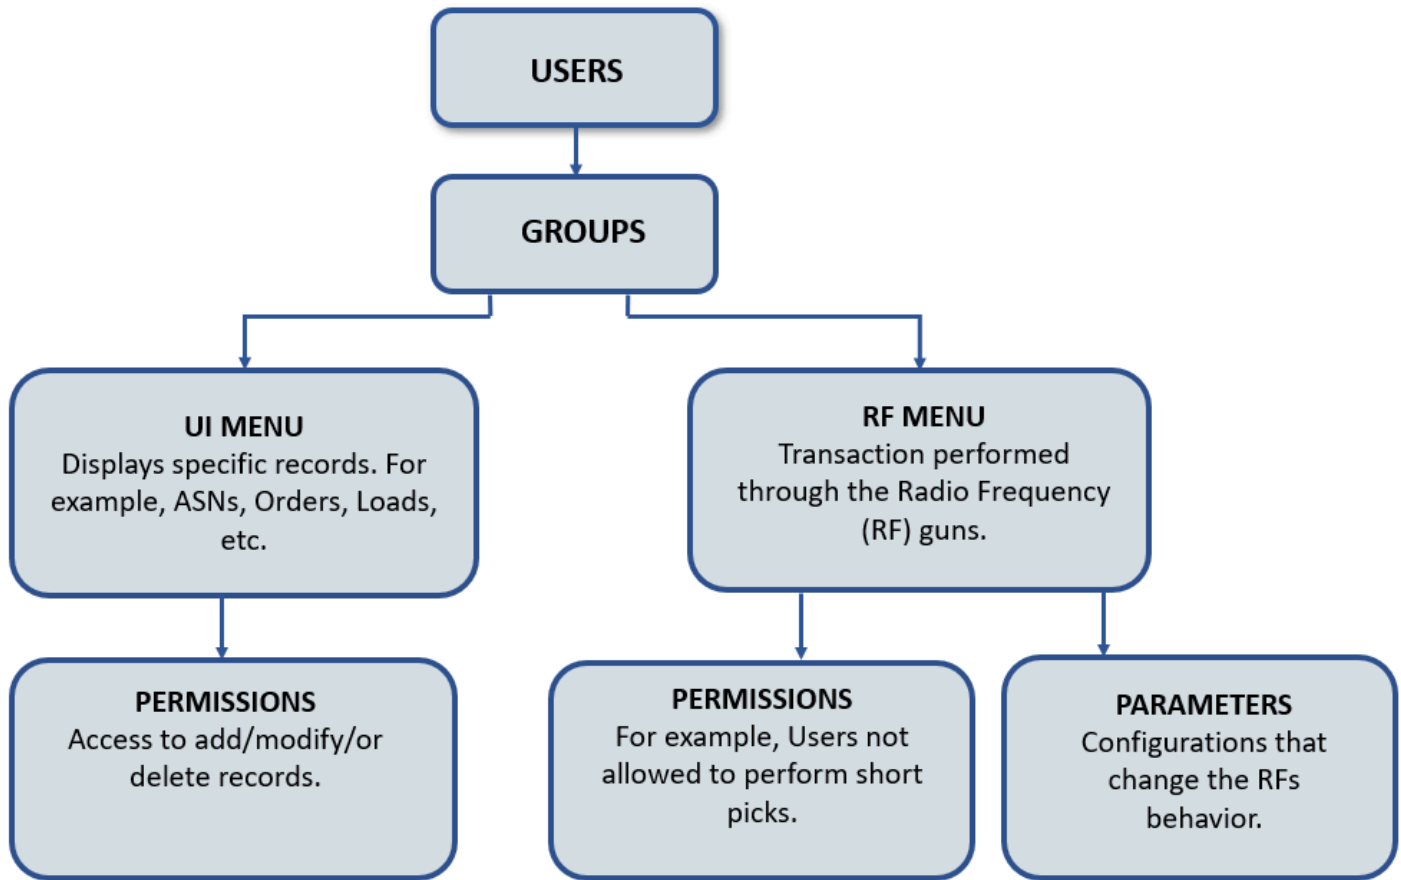 USERS
GROUPS
UI MENU
Displays specific records. For
example, ASNs, Orders, Loads,
etc.
RF MENU
Transaction performed
through the Radio Frequency
(RF) guns.
PERMISSIONS
Access to add/modify/or
delete records.
PERMISSIONS
For example, Users not
allowed to perform short
picks.
PARAMETERS
Configurations that
change the RFs
behavior.